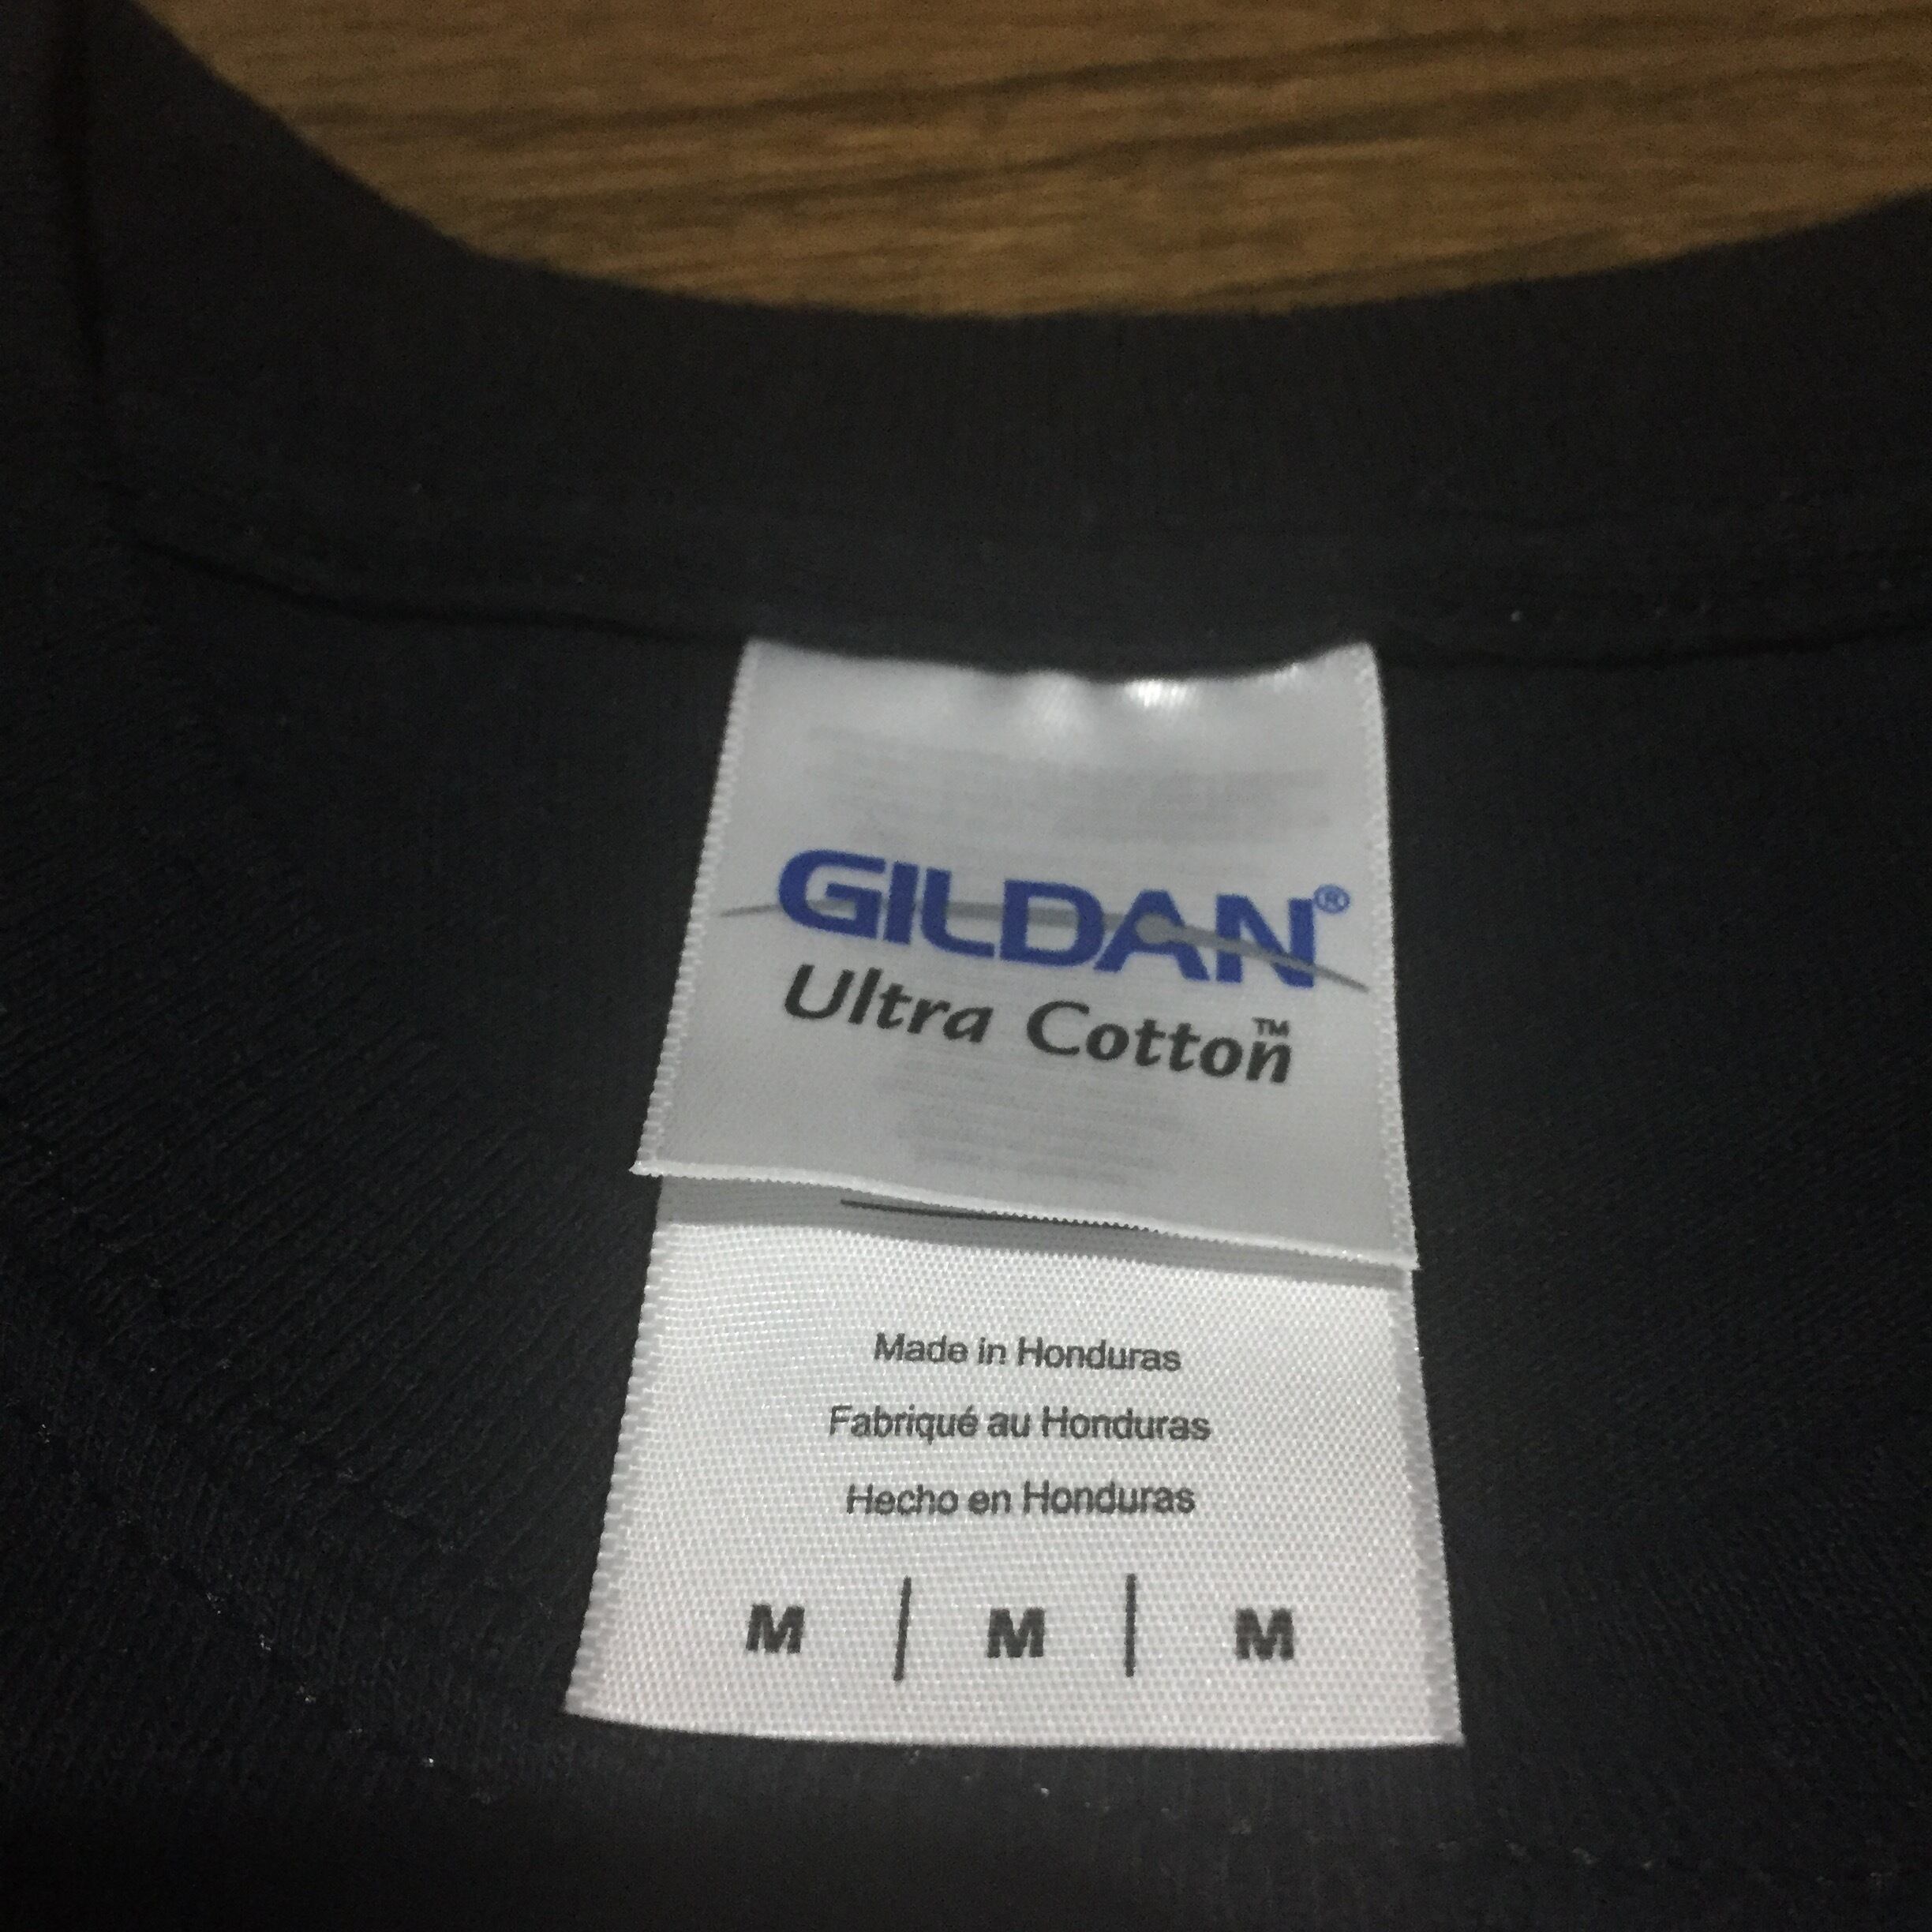 GILDAN®
Ultra Cotton™
Made in Honduras
Fabriqué au Honduras
Hecho en Honduras
M | M | M